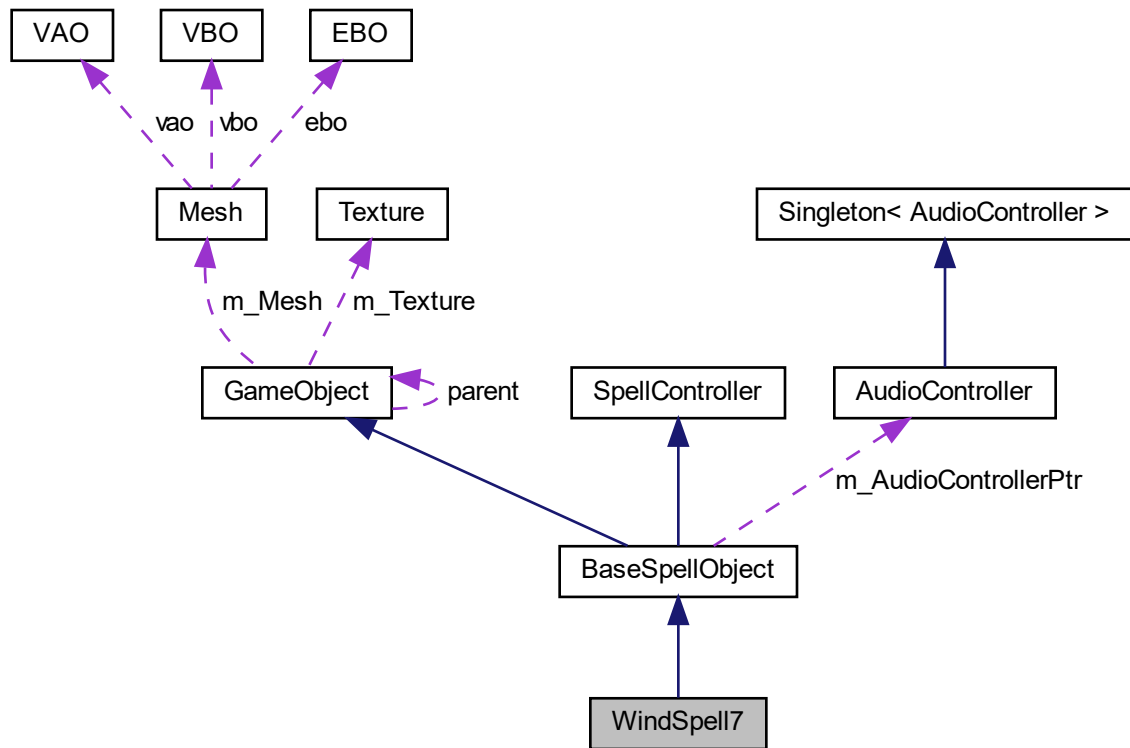 VAO
VBO
EBO
vao
vbo
ebo
Mesh
Texture
Singleton< AudioController >
m_Mesh
m_Texture
GameObject
parent
SpellController
AudioController
m_AudioControllerPtr
BaseSpellObject
WindSpell7